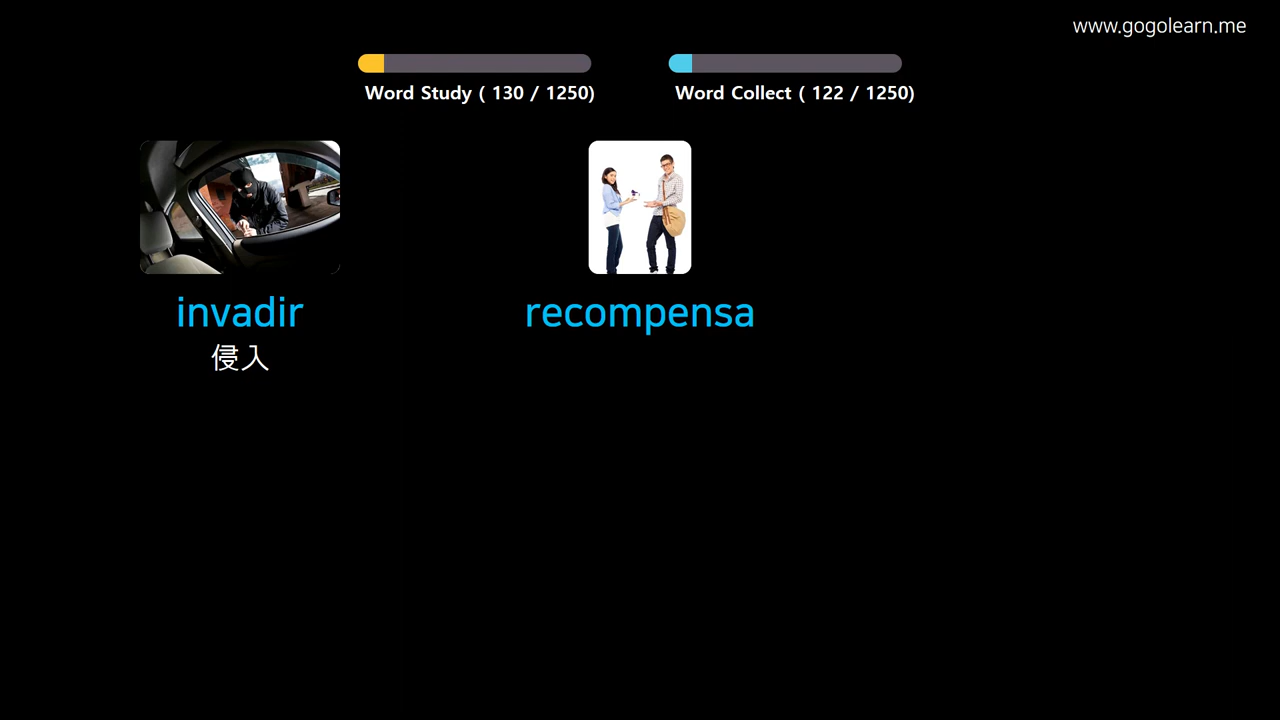 www.gogolearn.me
Word Study ( 130 / 1250)
Word Collect ( 122 / 1250)
invadir
侵入
recompensa